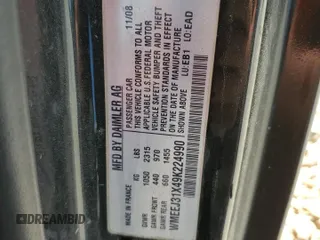 MFD BY DAIMLER AG
PASSENGER CAR 11/08
THIS VEHICLE CONFORMS TO ALL
APPLICABLE U.S. FEDERAL MOTOR
VEHICLE SAFETY BUMPER AND THEFT
PREVENTION STANDARDS IN EFFECT
ON THE DATE OF MANUFACTURE
SHOWN ABOVE
LU:EB1 LO:EAD
KG LBS
GVWR 1050 2315
GAWR FRONT 440 970
GAWR REAR 660 1455
WMEEJ31X49K224990
MADE IN FRANCE